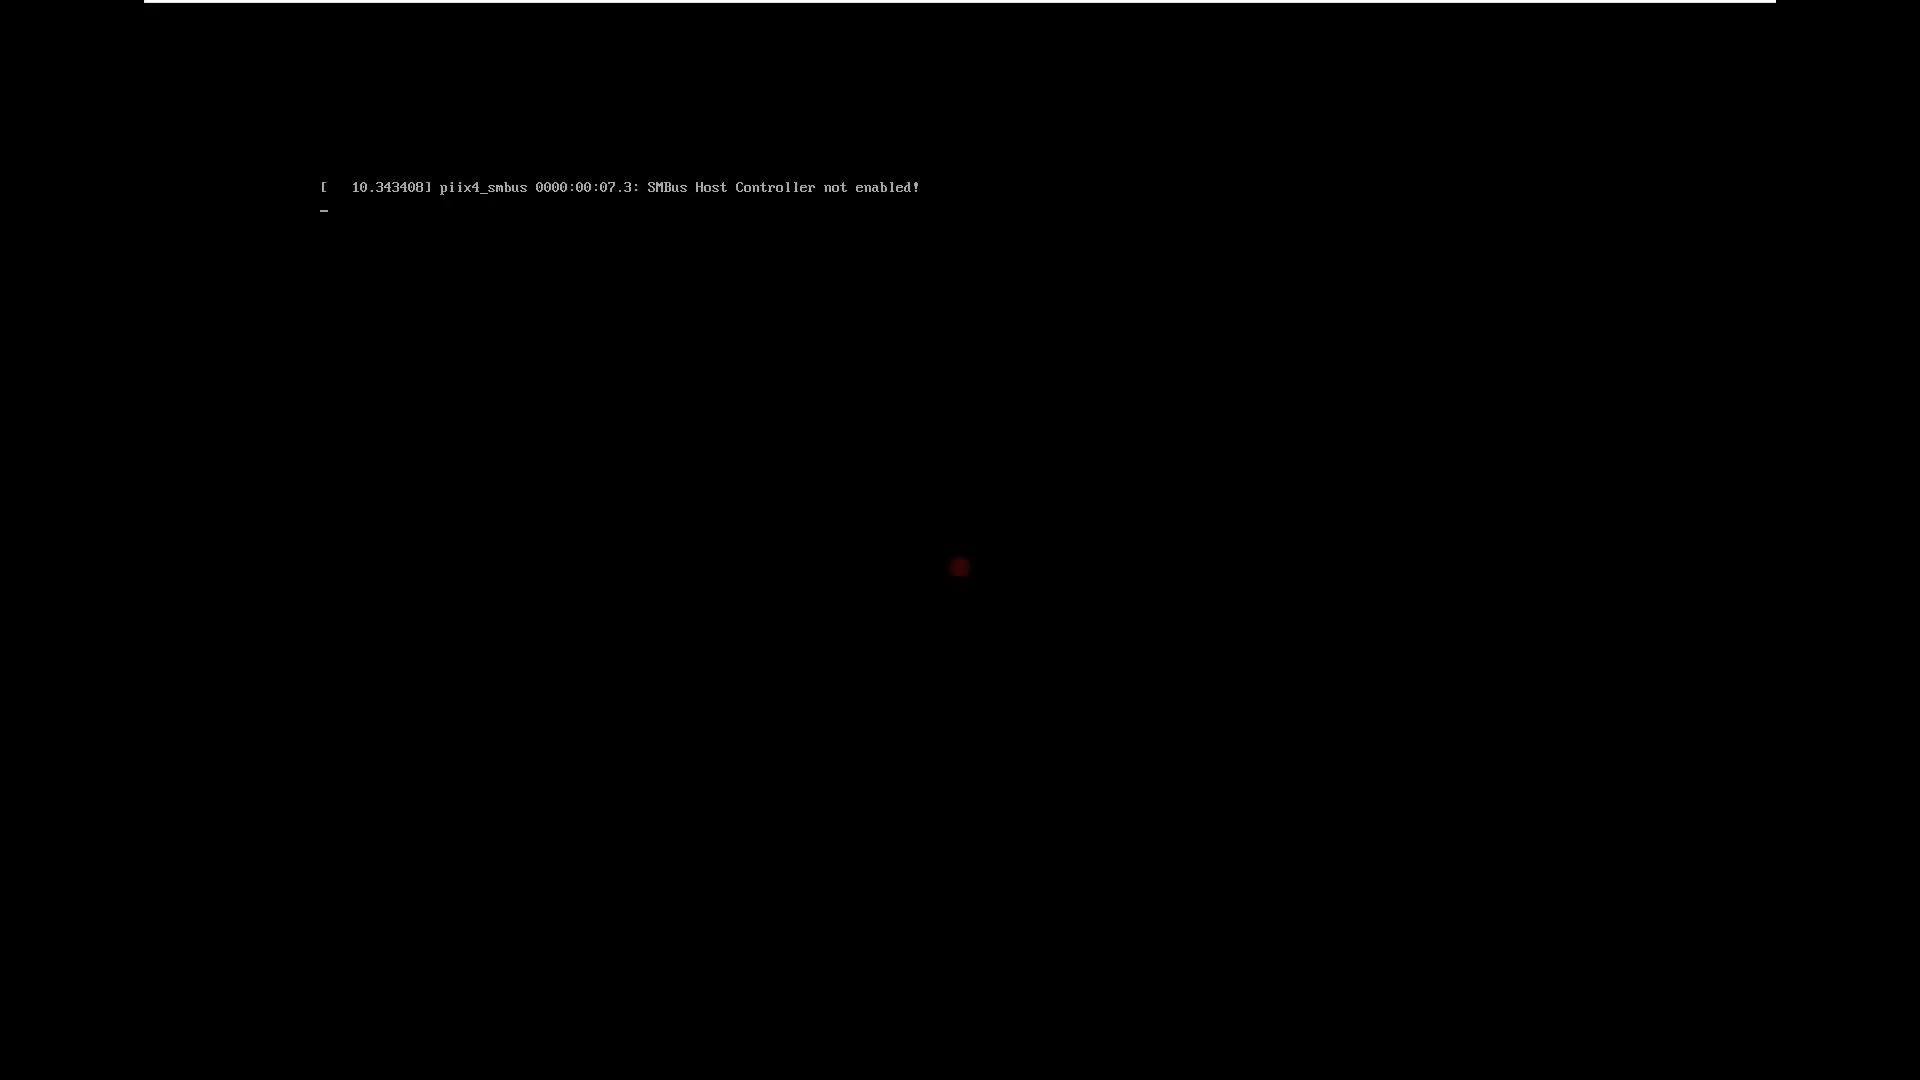 [   10.343408] piix4_smbus 0000:00:07.3: SMBus Host Controller not enabled!
_